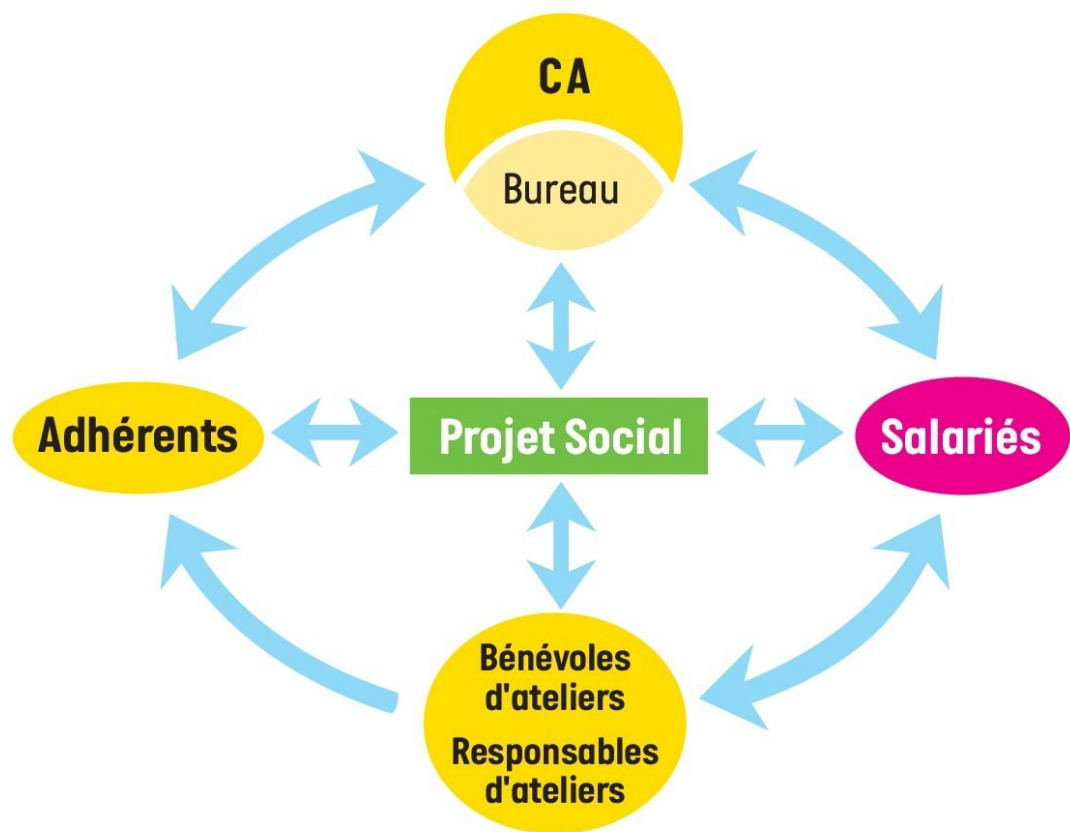 CA
Bureau
Adhérents
Projet Social
Salariés
Bénévoles
d'ateliers
Responsables
d'ateliers